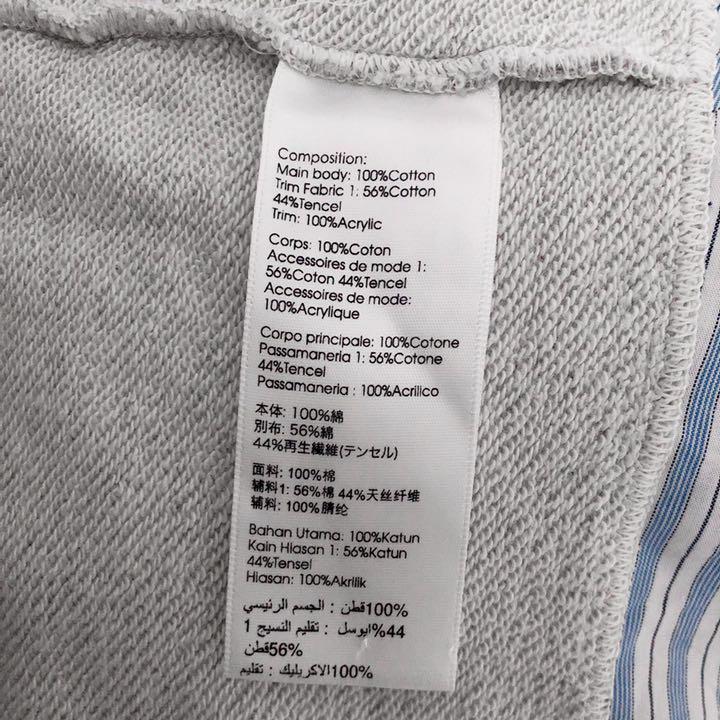 Composition:
Main body: 100%Cotton
Trim Fabric 1: 56%Cotton
44%Tencel
Trim: 100%Acrylic
Corps: 100%Coton
Accessoires de mode 1:
56%Coton 44%Tencel
Accessoires de mode:
100%Acrylique
Corpo principale: 100%Cotone
Passamaneria 1: 56%Cotone
44%Tencel
Passamaneria : 100%Acrilico
本体: 100%綿
別布: 56%綿
44%再生繊維(テンセル)
面料: 100%棉
辅料1: 56%棉 44%天丝纤维
辅料: 100%腈纶
Bahan Utama: 100%Katun
Kain Hiasan 1: 56%Katun
44%Tensel
Hiasan: 100%Akrilik
100%قطن : الجسم الرئيسي
44%ايوسل : تقليم النسيج 1
56%قطن
100%الاكريليك : تقليم